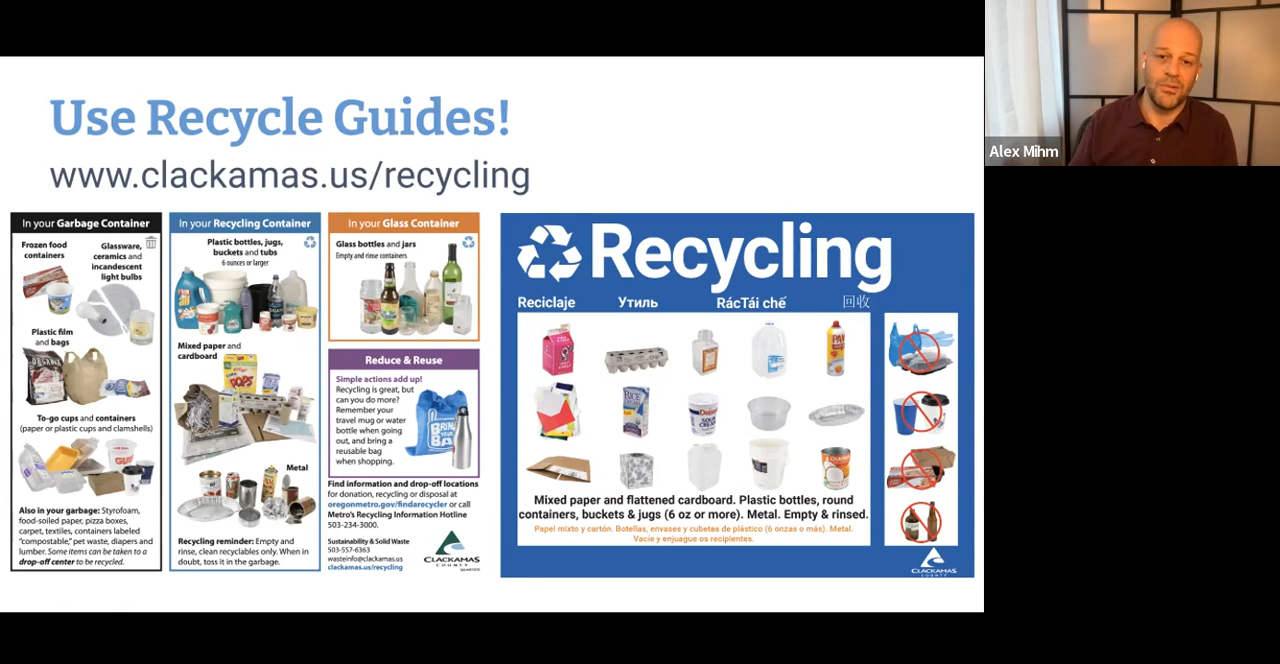 Use Recycle Guides!
www.clackamas.us/recycling
In your Garbage Container
Frozen food
containers
Glassware,
ceramics and
incandescent
light bulbs
Plastic film
and bags
To-go cups and containers
(paper or plastic cups and clamshells)
Also in your garbage: Styrofoam,
food-soiled paper, pizza boxes,
carpet, textiles, containers labeled
"compostable," pet waste, diapers and
lumber. Some items can be taken to a
drop-off center to be recycled.
In your Recycling Container
Plastic bottles, jugs,
buckets and tubs
6 ounces or larger
Mixed paper and
cardboard
Metal
Recycling reminder: Empty and
rinse, clean recyclables only. When in
doubt, toss it in the garbage.
In your Glass Container
Glass bottles and jars
Empty and rinse containers
Reduce & Reuse
Simple actions add up!
Recycling is great, but
can you do more?
Remember your
travel mug or water
bottle when going
out, and bring a
reusable bag
when shopping.
Find information and drop-off locations
for donation, recycling or disposal at
oregonmetro.gov/findarecycler or call
Metro's Recycling Information Hotline
503-234-3000.
Sustainability & Solid Waste
503-557-6363
wasteinfo@clackamas.us
clackamas.us/recycling
CLACKAMAS
COUNTY
Recycling
Reciclaje Утиль RácTái chế 回收
Mixed paper and flattened cardboard. Plastic bottles, round
containers, buckets & jugs (6 oz or more). Metal. Empty & rinsed.
Papel mixto y cartón. Botellas, envases y cubetas de plástico (6 onzas o más). Metal.
Vacíe y enjuague os recipientes.
CLACKAMAS
COUNTY
Alex Mihm